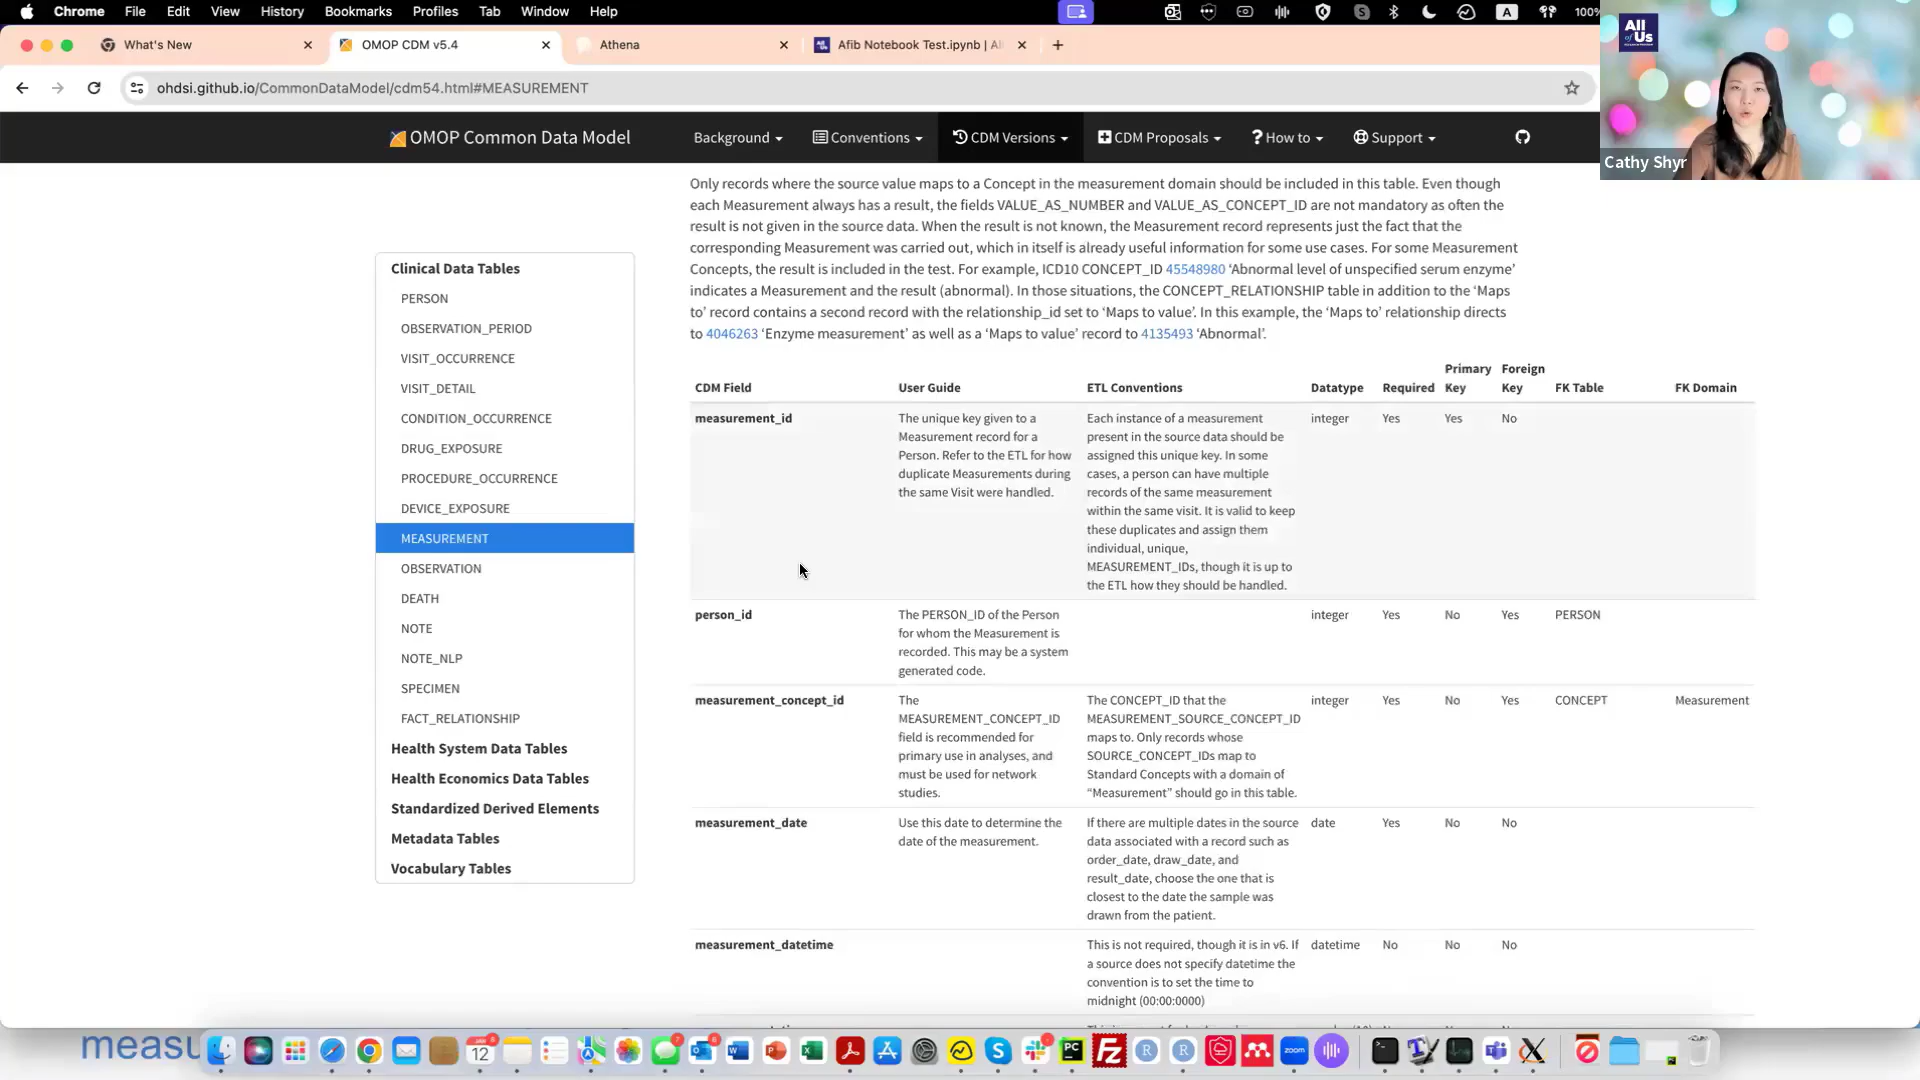 Chrome File Edit View History Bookmarks Profiles Tab Window Help A 100%
What's New
OMOP CDM v5.4
Athena
Afib Notebook Test.ipynb | Al
ohdsi.github.io/CommonDataModel/cdm54.html#MEASUREMENT
All of Us
Cathy Shyr
OMOP Common Data Model
Background Conventions CDM Versions CDM Proposals How to Support
Only records where the source value maps to a Concept in the measurement domain should be included in this table. Even though
each Measurement always has a result, the fields VALUE_AS_NUMBER and VALUE_AS_CONCEPT_ID are not mandatory as often the
result is not given in the source data. When the result is not known, the Measurement record represents just the fact that the
corresponding Measurement was carried out, which in itself is already useful information for some use cases. For some Measurement
Concepts, the result is included in the test. For example, ICD10 CONCEPT_ID 45548980 ‘Abnormal level of unspecified serum enzyme’
indicates a Measurement and the result (abnormal). In those situations, the CONCEPT_RELATIONSHIP table in addition to the ‘Maps
to’ record contains a second record with the relationship_id set to ‘Maps to value’. In this example, the ‘Maps to’ relationship directs
to 4046263 ‘Enzyme measurement’ as well as a ‘Maps to value’ record to 4135493 ‘Abnormal’.
Clinical Data Tables
PERSON
OBSERVATION_PERIOD
VISIT_OCCURRENCE
VISIT_DETAIL
CONDITION_OCCURRENCE
DRUG_EXPOSURE
PROCEDURE_OCCURRENCE
DEVICE_EXPOSURE
MEASUREMENT
OBSERVATION
DEATH
NOTE
NOTE_NLP
SPECIMEN
FACT_RELATIONSHIP
Health System Data Tables
Health Economics Data Tables
Standardized Derived Elements
Metadata Tables
Vocabulary Tables
Primary Foreign
CDM Field User Guide ETL Conventions Datatype Required Key Key FK Table FK Domain
measurement_id
The unique key given to a
Measurement record for a
Person. Refer to the ETL for how
duplicate Measurements during
the same Visit were handled.
Each instance of a measurement
present in the source data should be
assigned this unique key. In some
cases, a person can have multiple
records of the same measurement
within the same visit. It is valid to keep
these duplicates and assign them
individual, unique,
MEASUREMENT_IDs, though it is up to
the ETL how they should be handled.
integer Yes Yes No
person_id
The PERSON_ID of the Person
for whom the Measurement is
recorded. This may be a system
generated code.
integer Yes No Yes PERSON
measurement_concept_id
The
MEASUREMENT_CONCEPT_ID
field is recommended for
primary use in analyses, and
must be used for network
studies.
The CONCEPT_ID that the
MEASUREMENT_SOURCE_CONCEPT_ID
maps to. Only records whose
SOURCE_CONCEPT_IDs map to
Standard Concepts with a domain of
“Measurement” should go in this table.
integer Yes No Yes CONCEPT Measurement
measurement_date
Use this date to determine the
date of the measurement.
If there are multiple dates in the source
data associated with a record such as
order_date, draw_date, and
result_date, choose the one that is
closest to the date the sample was
drawn from the patient.
date Yes No No
measurement_datetime
This is not required, though it is in v6. If
a source does not specify datetime the
convention is to set the time to
midnight (00:00:0000)
datetime No No No
measu
12
zoom